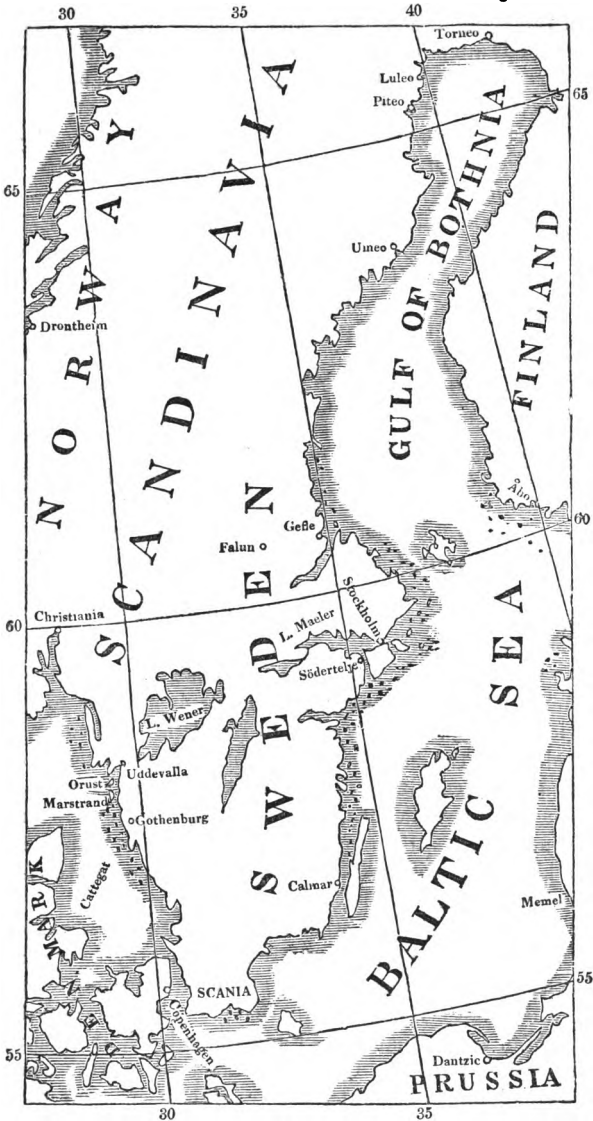 30
35
40
Torneo
Luleo
Piteo
65
65
NORWAY
SCANDINAVIA
GULF OF BOTHNIA
FINLAND
Umeo
Drontheim
Åbo
60
Gefle
Falun
Stockholm
Christiania
60
L. Maeler
Södertelje
SWEDEN
BALTIC SEA
L. Wener
Uddevalla
Orust
Marstrand
Gothenburg
Cattegat
Calmar
Memel
DENMARK
SCANIA
Copenhagen
55
55
Dantzic
PRUSSIA
30
35